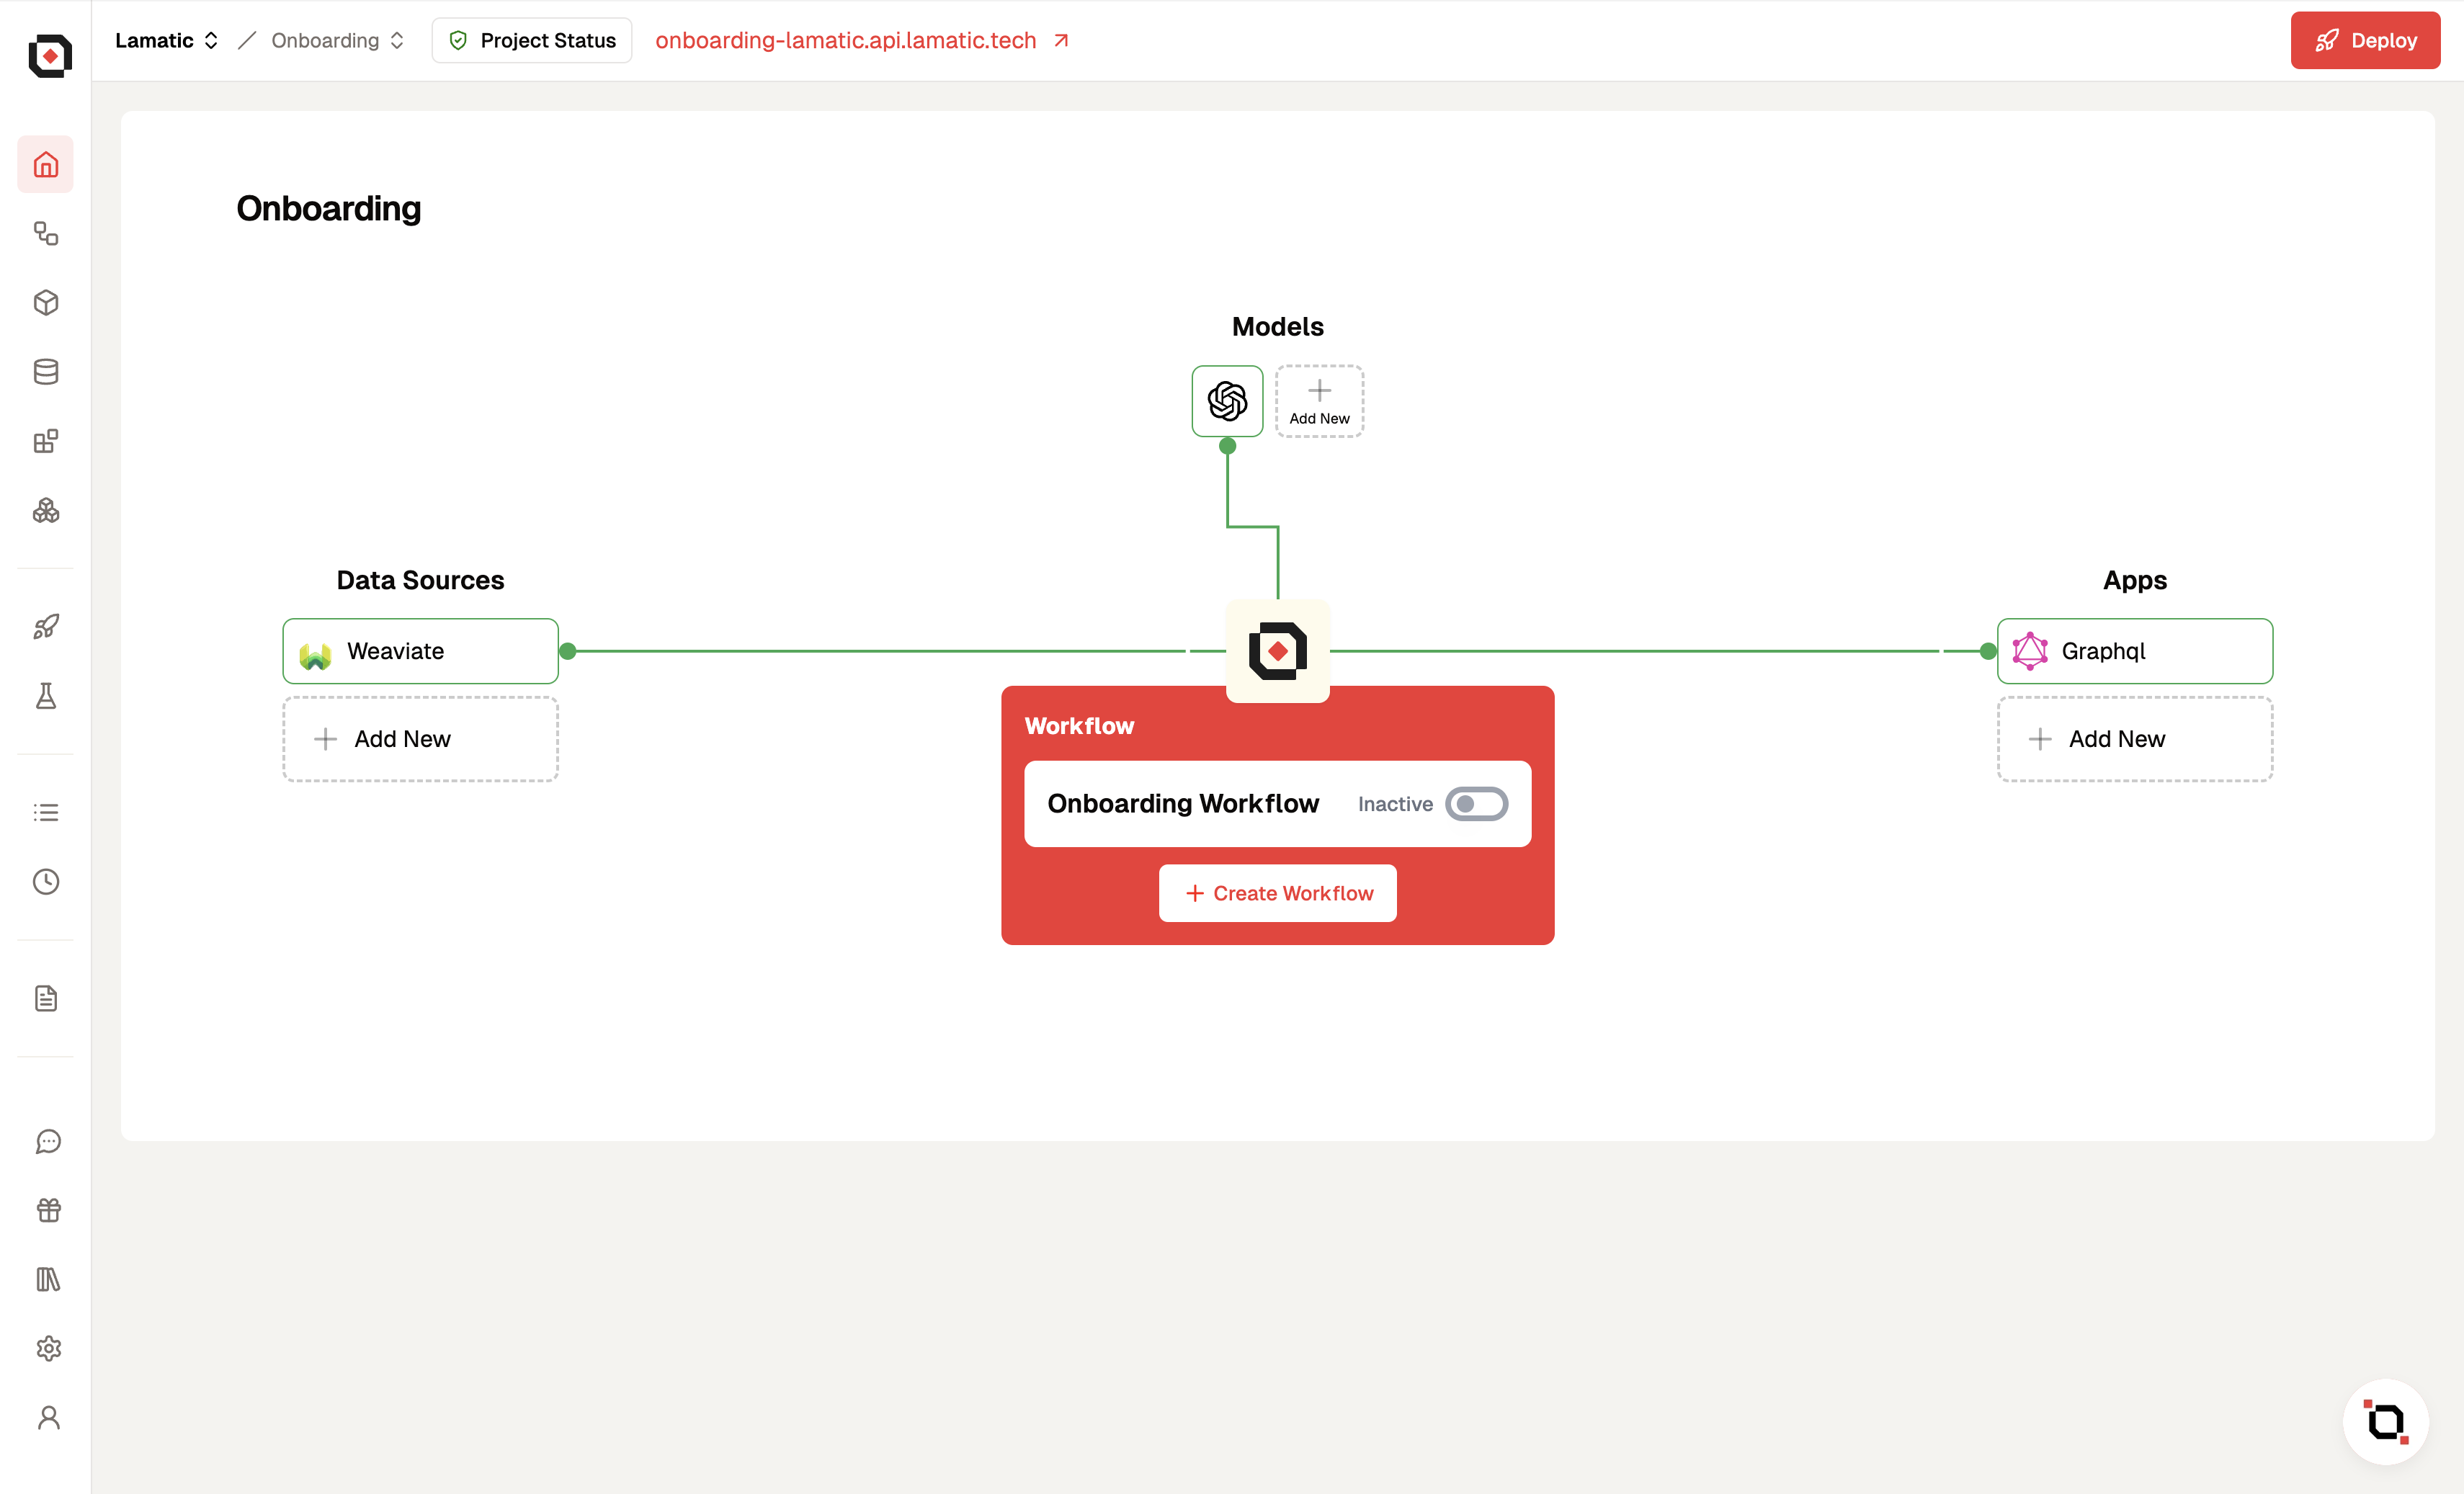 Lamatic
Onboarding
Project Status
onboarding-lamatic.api.lamatic.tech
Deploy
Onboarding
Models
Add New
Data Sources
Weaviate
Add New
Apps
Graphql
Add New
Workflow
Onboarding Workflow
Inactive
Create Workflow